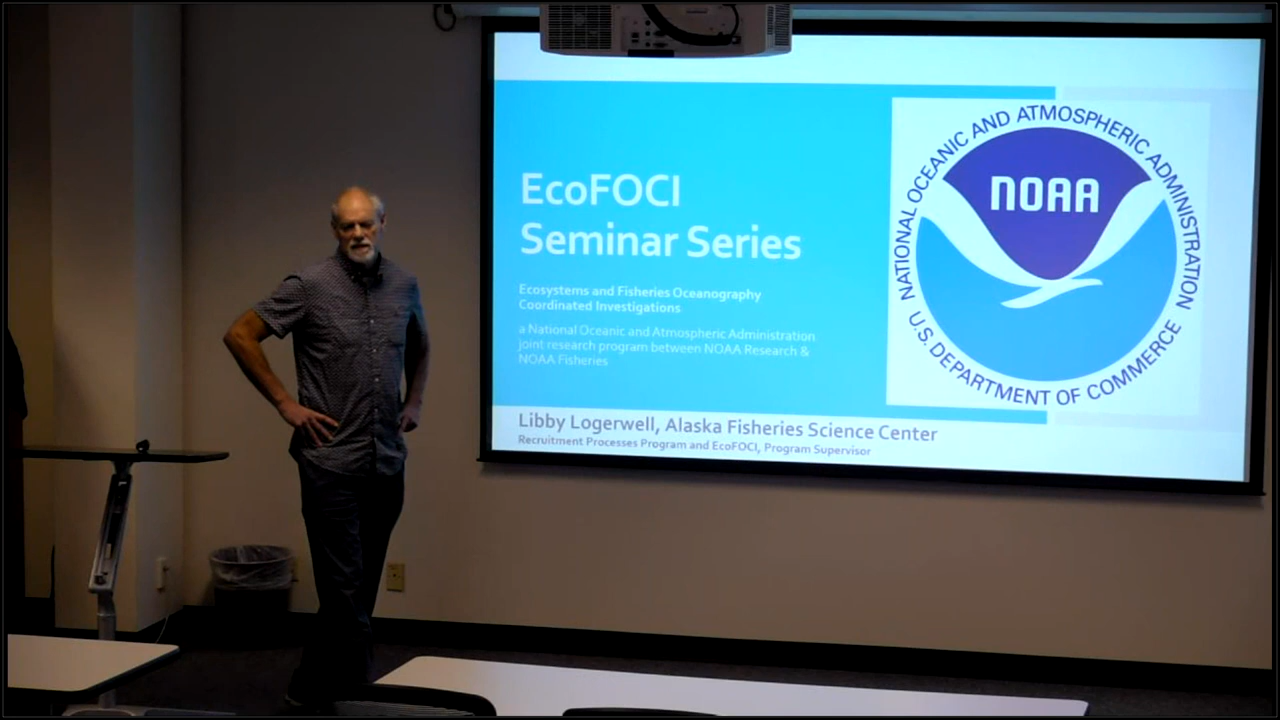 EcoFOCI
Seminar Series
Ecosystems and Fisheries Oceanography
Coordinated Investigations
a National Oceanic and Atmospheric Administration
joint research program between NOAA Research &
NOAA Fisheries
Libby Logerwell, Alaska Fisheries Science Center
Recruitment Processes Program and EcoFOCI, Program Supervisor
NATIONAL OCEANIC AND ATMOSPHERIC ADMINISTRATION
NOAA
U.S. DEPARTMENT OF COMMERCE